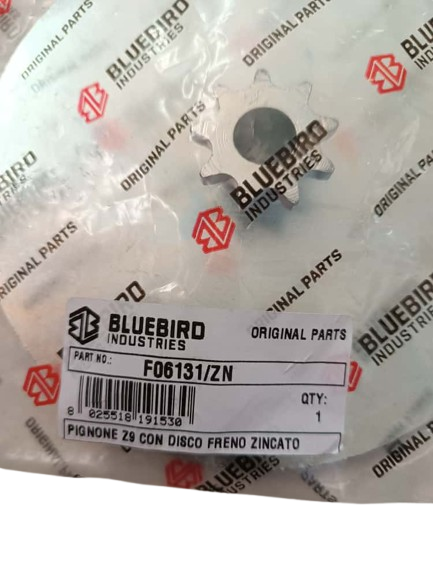 ORIGINAL PARTS
BLUEBIRD
INDUSTRIES
ORIGINAL PARTS
BLUEBIRD
INDUSTRIES
ORIGINAL PARTS
BLUEBIRD
INDUSTRIES
ORIGINAL PARTS
ORIGINAL PARTS
BLUEBIRD
INDUSTRIES
ORIGINAL PARTS
PART NO.:
F06131/ZN
8 025518 191530
QTY:
1
PIGNONE Z9 CON DISCO FRENO ZINCATO
BLUEBIRD
INDUSTRIES
ORIGINAL